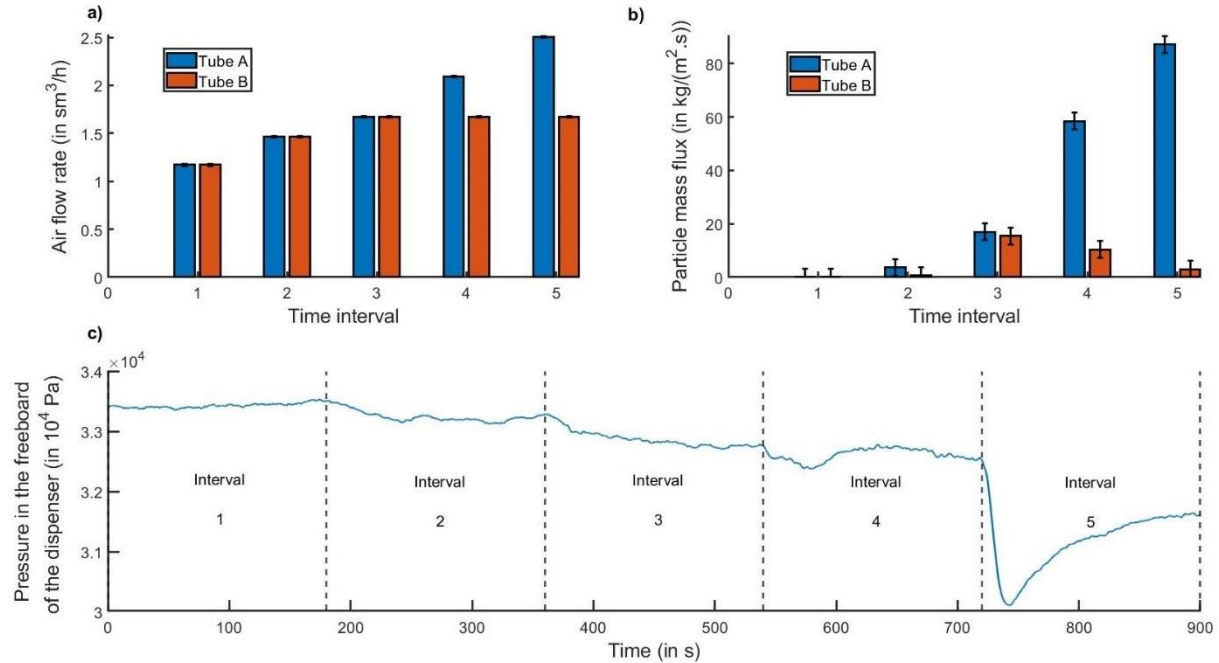 a)
Air flow rate (in sm³/h)
2.5
2
1.5
1
0.5
0
Tube A
Tube B
0 1 2 3 4 5
Time interval
b)
Particle mass flux (in kg/(m².s))
80
60
40
20
0
Tube A
Tube B
0 1 2 3 4 5
Time interval
c)
Pressure in the freeboard
of the dispenser (in 10⁴ Pa)
×10⁴
3.4
3.3
3.2
3.1
3
Interval Interval Interval Interval Interval
1 2 3 4 5
0 100 200 300 400 500 600 700 800 900
Time (in s)